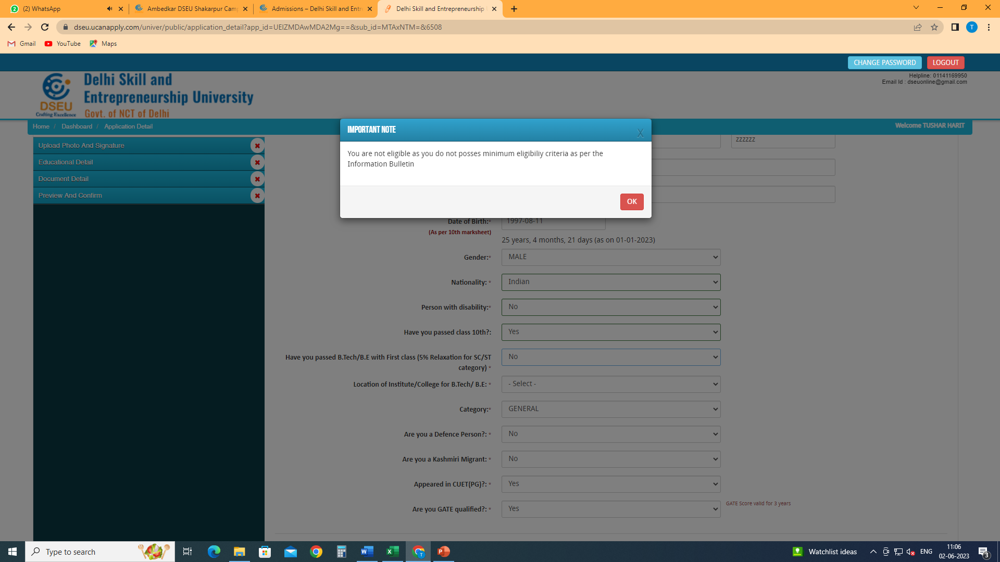 (2) WhatsApp
Ambedkar DSEU Shakarpur Camp
Admissions – Delhi Skill and Entr
Delhi Skill and Entrepreneurship
dseu.ucanapply.com/univer/public/application_detail?app_id=UEIZMDAwMDA2Mg==&sub_id=MTAxNTM=&6508
T
Gmail
YouTube
Maps
CHANGE PASSWORD
LOGOUT
Helpline: 01141169950
Email Id : dseuonline@gmail.com
DSEU
Crafting Excellence
Delhi Skill and
Entrepreneurship University
Govt. of NCT of Delhi
Home / Dashboard / Application Detail
Welcome TUSHAR HARIT
Upload Photo And Signature
Educational Detail
Document Detail
Preview And Confirm
zzzzzz
IMPORTANT NOTE
X
You are not eligible as you do not posses minimum eligibiliy criteria as per the
Information Bulletin
OK
Date of Birth:* 1997-08-11
(As per 10th marksheet)
25 years, 4 months, 21 days (as on 01-01-2023)
Gender:* MALE
Nationality: * Indian
Person with disability:* No
Have you passed class 10th?: Yes
Have you passed B.Tech/B.E with First class (5% Relaxation for SC/ST
category) * No
Location of Institute/College for B.Tech/ B.E: * - Select -
Category:* GENERAL
Are you a Defence Person?: * No
Are you a Kashmiri Migrant: * No
Appeared in CUET(PG)?: * Yes
Are you GATE qualified?: * Yes
GATE Score valid for 3 years
Type to search
Watchlist ideas
ENG
11:06
02-06-2023
3